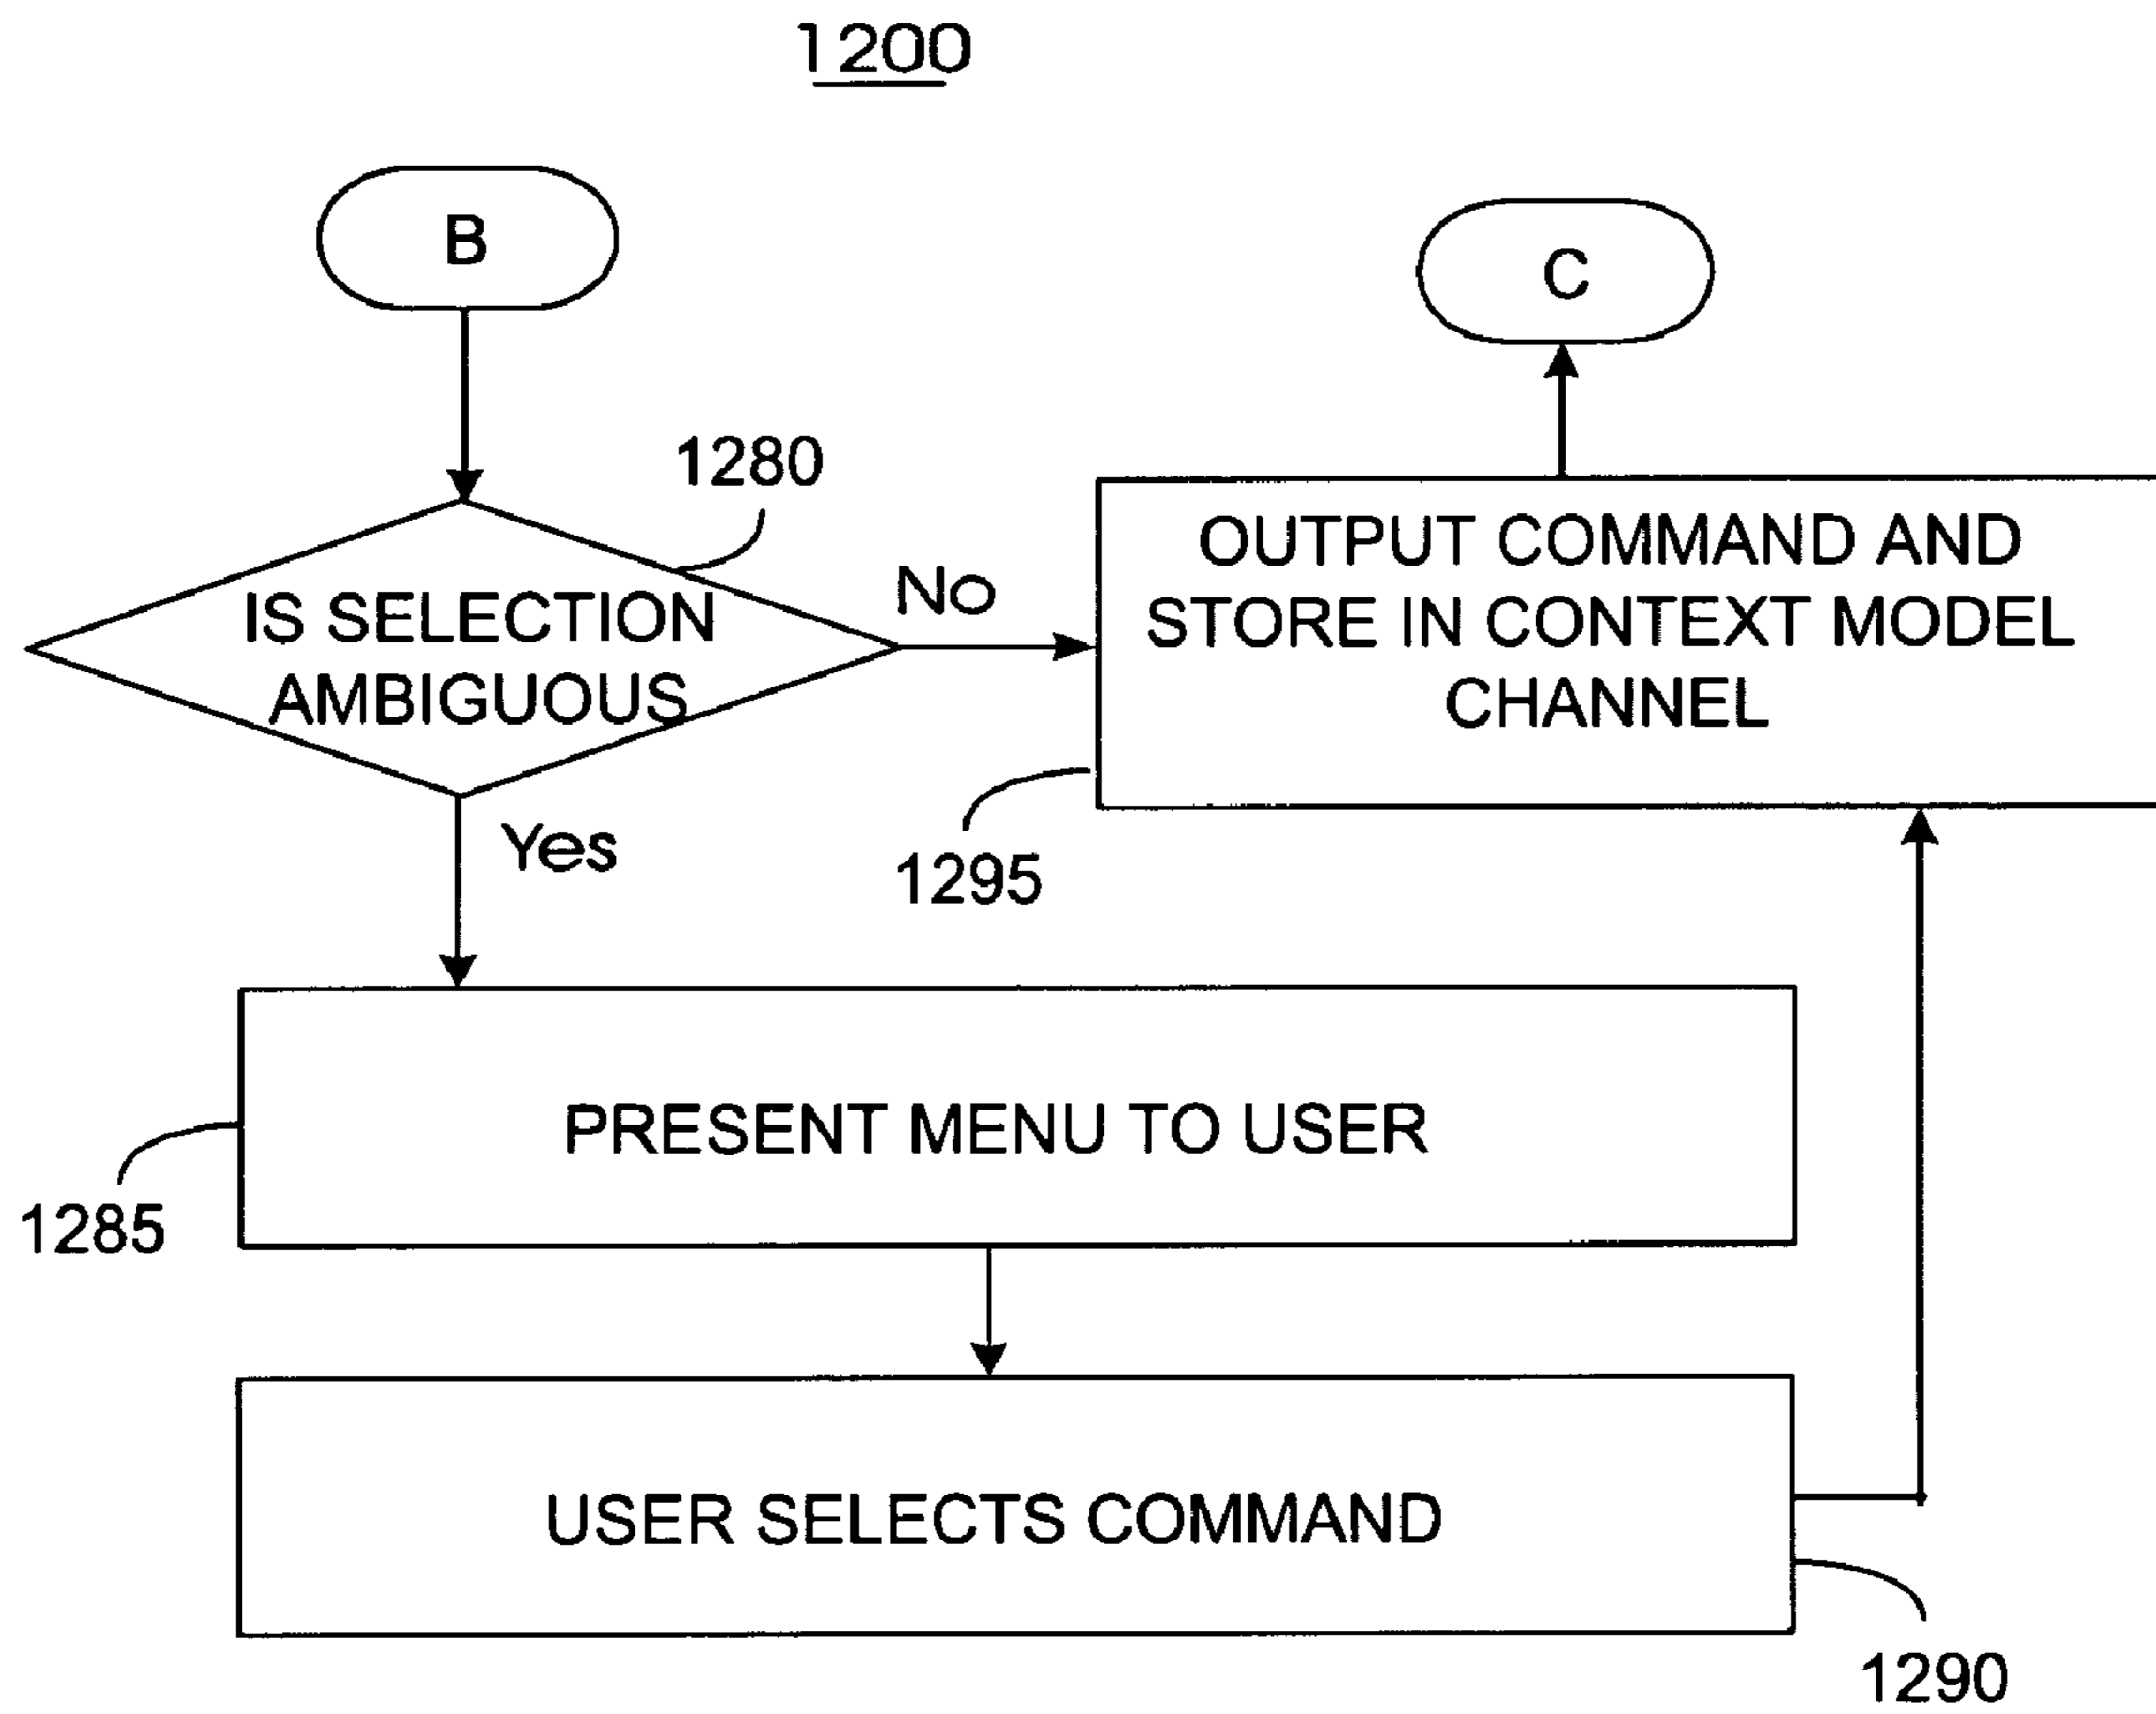 1200
B
C
1280
IS SELECTION
AMBIGUOUS
No
OUTPUT COMMAND AND
STORE IN CONTEXT MODEL
CHANNEL
1295
Yes
PRESENT MENU TO USER
1285
USER SELECTS COMMAND
1290